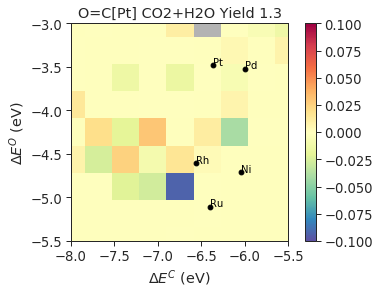 O=C[Pt] CO2+H2O Yield 1.3
−3.0
−3.5
−4.0
−4.5
−5.0
−5.5
ΔE^O (eV)
Pt
Pd
Rh
Ni
Ru
−8.0 −7.5 −7.0 −6.5 −6.0 −5.5
ΔE^C (eV)
0.100
0.075
0.050
0.025
0.000
−0.025
−0.050
−0.075
−0.100